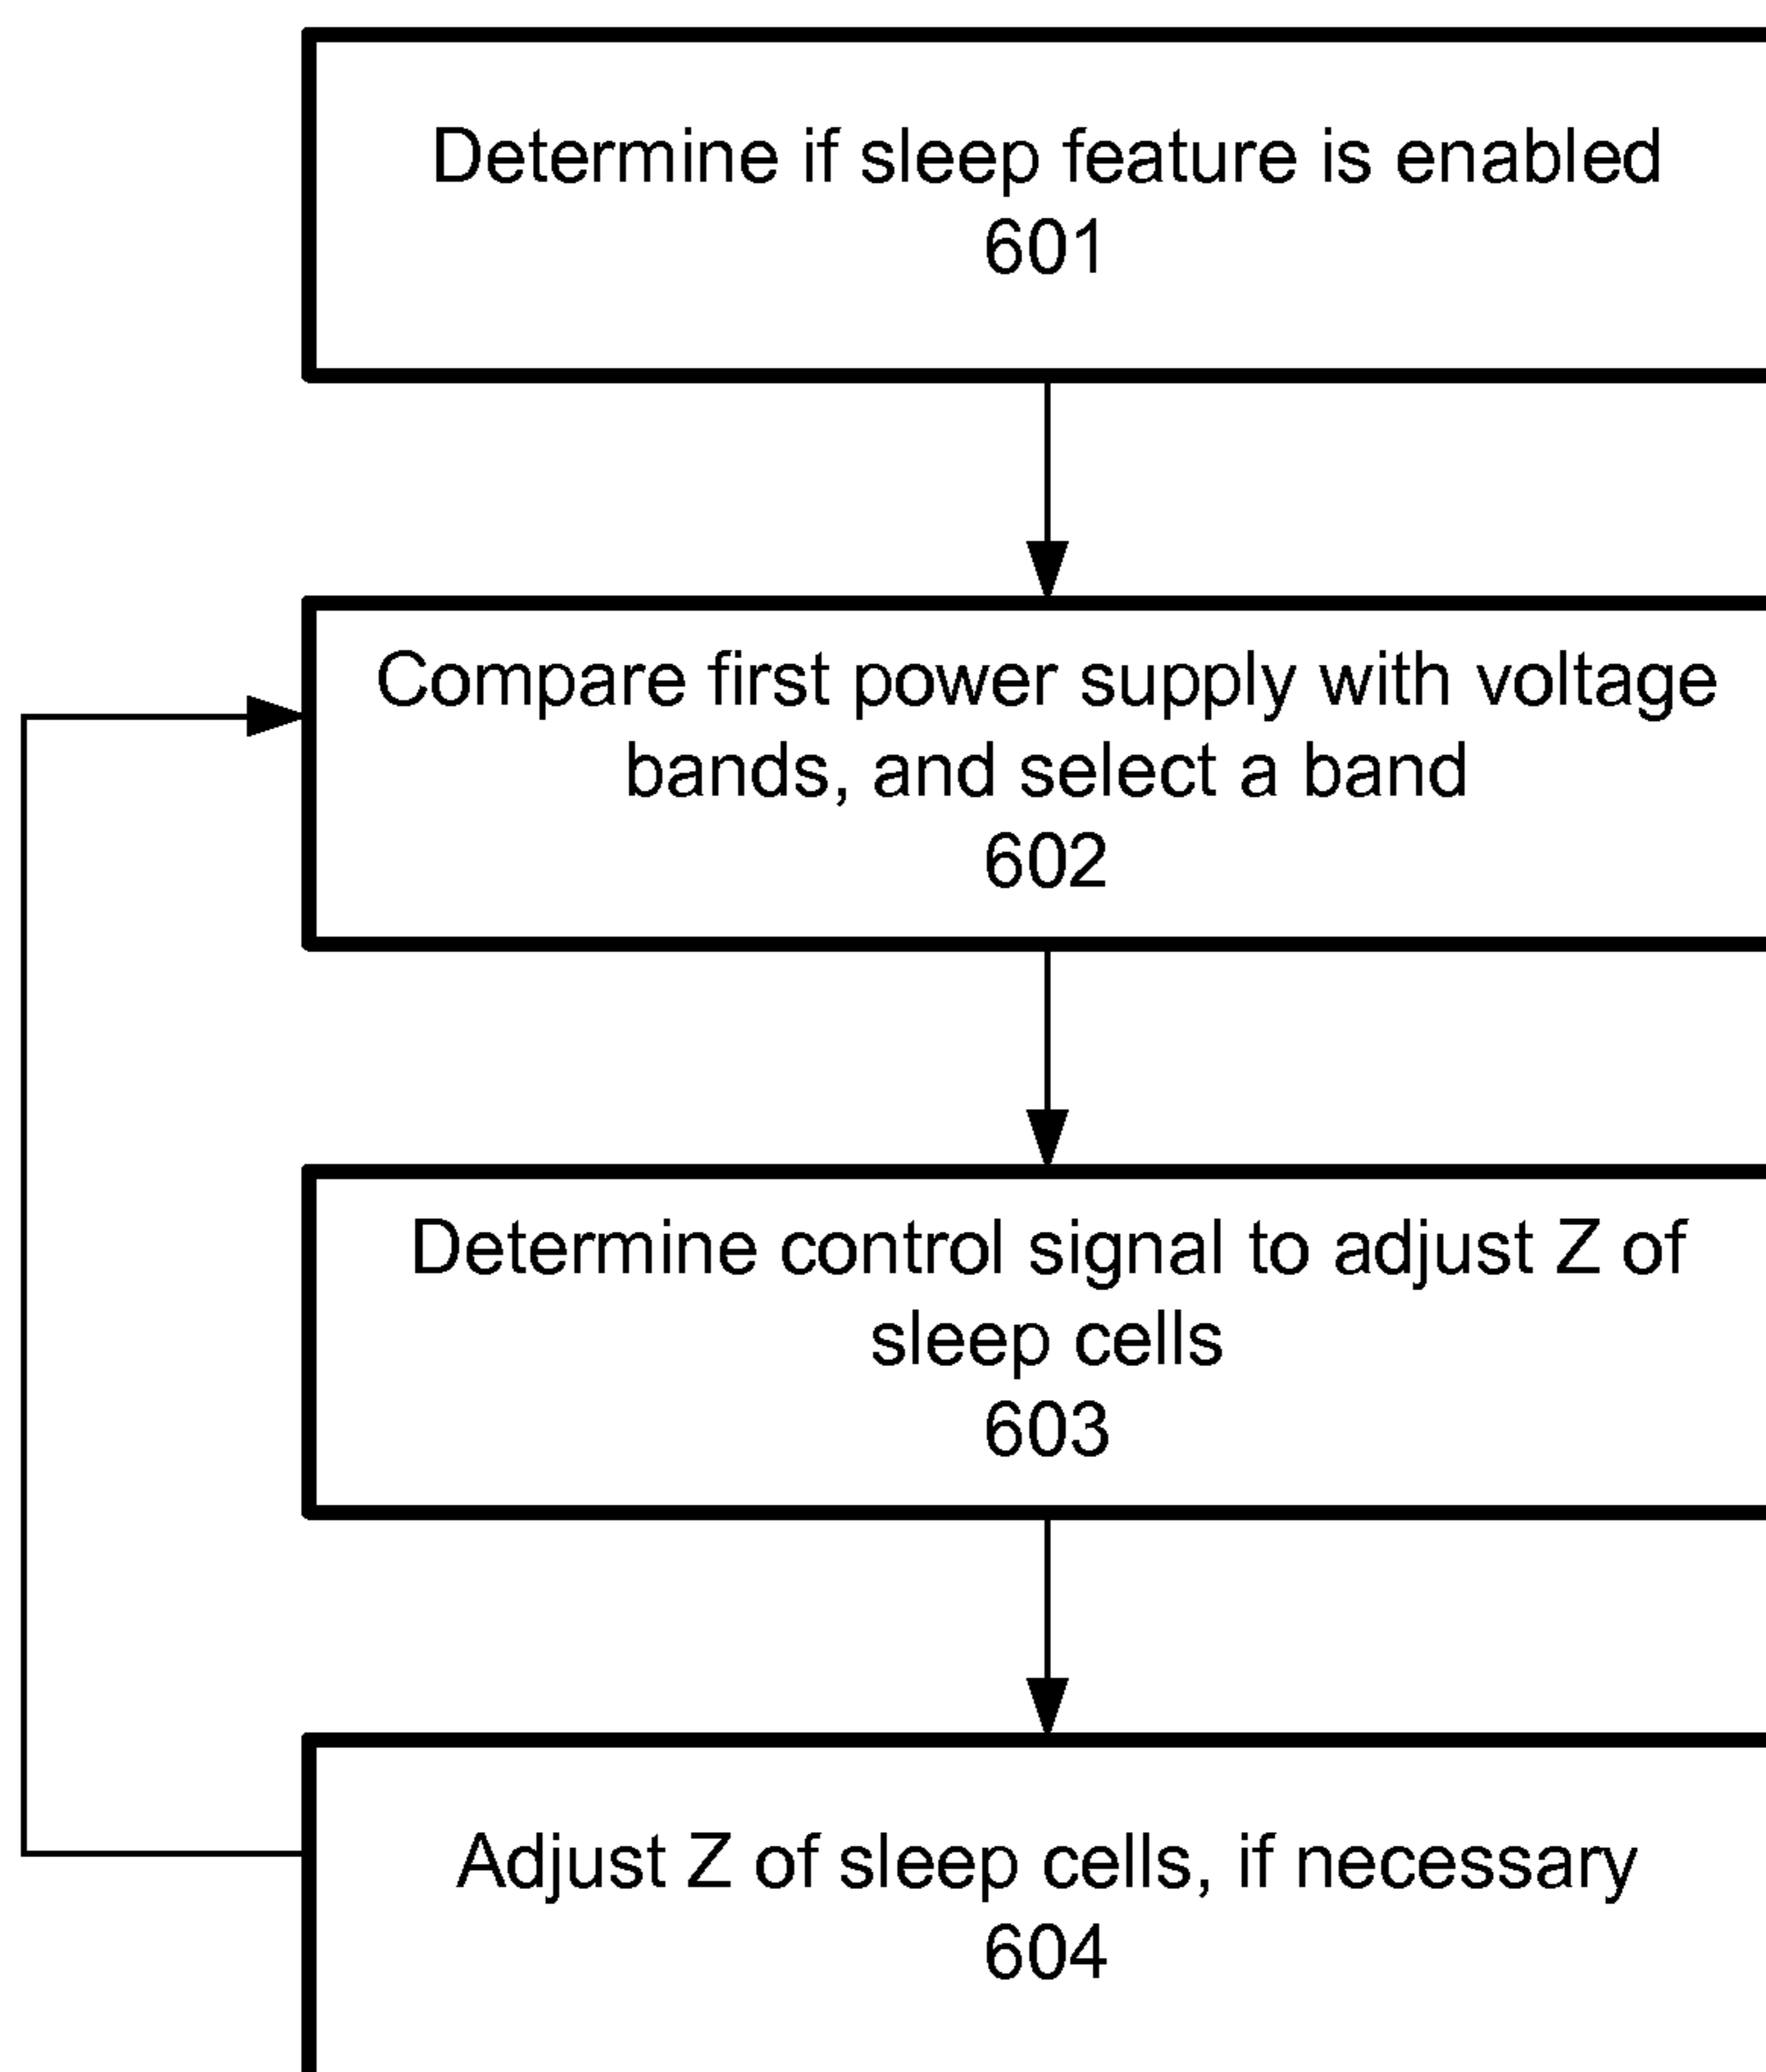 Determine if sleep feature is enabled
601
Compare first power supply with voltage
bands, and select a band
602
Determine control signal to adjust Z of
sleep cells
603
Adjust Z of sleep cells, if necessary
604